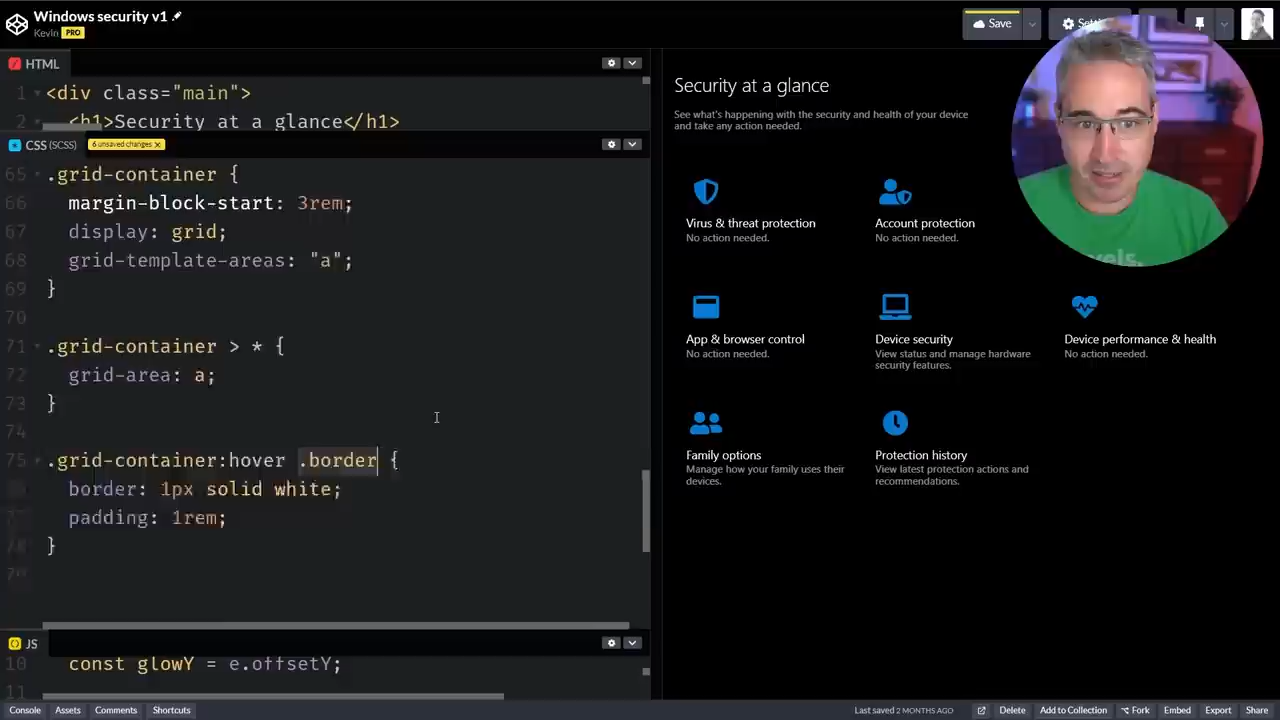 Windows security v1
Kevin PRO
Save
HTML
1 <div class="main">
2 <h1>Security at a glance</h1>
CSS (SCSS) 6 unsaved changes ×
65 .grid-container {
66 margin-block-start: 3rem;
67 display: grid;
68 grid-template-areas: "a";
69 }
70
71 .grid-container > * {
72 grid-area: a;
73 }
74
75 .grid-container:hover .border {
border: 1px solid white;
padding: 1rem;
78 }
79
JS
10 const glowY = e.offsetY;
11
Security at a glance
See what's happening with the security and health of your device
and take any action needed.
Virus & threat protection
No action needed.
Account protection
No action needed.
App & browser control
No action needed.
Device security
View status and manage hardware
security features.
Device performance & health
No action needed.
Family options
Manage how your family uses their
devices.
Protection history
View latest protection actions and
recommendations.
Console Assets Comments Shortcuts
Last saved 2 MONTHS AGO Delete Add to Collection Fork Embed Export Share